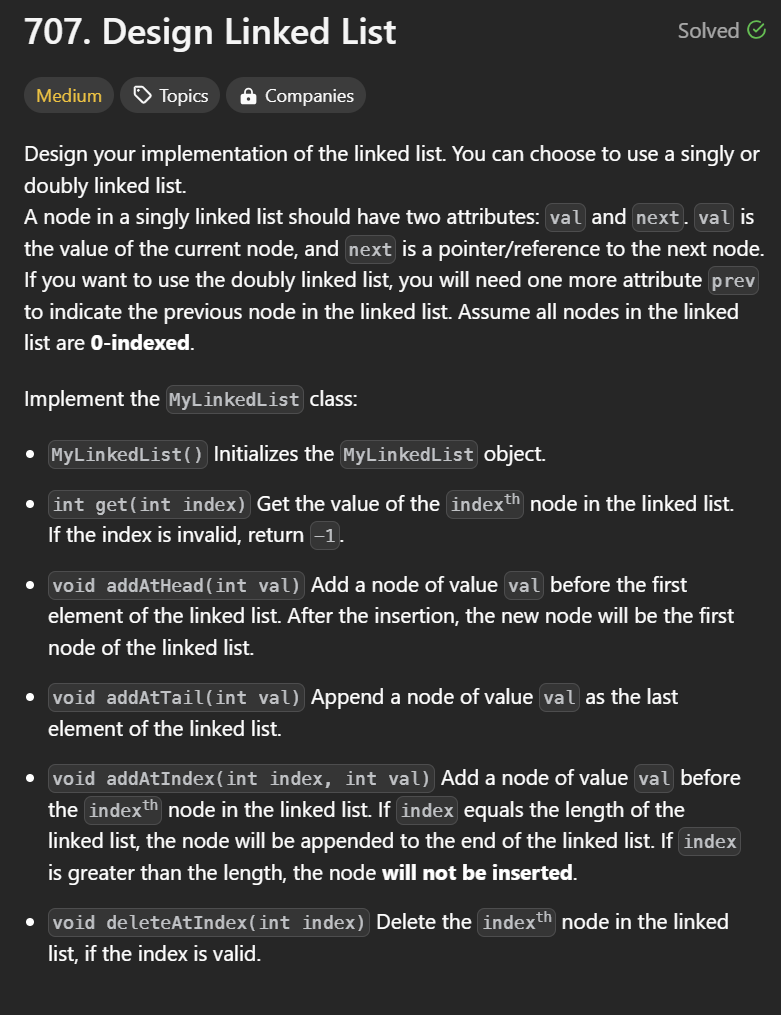 707. Design Linked List
Solved
Medium
Topics
Companies
Design your implementation of the linked list. You can choose to use a singly or
doubly linked list.
A node in a singly linked list should have two attributes: val and next. val is
the value of the current node, and next is a pointer/reference to the next node.
If you want to use the doubly linked list, you will need one more attribute prev
to indicate the previous node in the linked list. Assume all nodes in the linked
list are 0-indexed.
Implement the MyLinkedList class:
• MyLinkedList() Initializes the MyLinkedList object.
• int get(int index) Get the value of the indexth node in the linked list.
If the index is invalid, return -1.
• void addAtHead(int val) Add a node of value val before the first
element of the linked list. After the insertion, the new node will be the first
node of the linked list.
• void addAtTail(int val) Append a node of value val as the last
element of the linked list.
• void addAtIndex(int index, int val) Add a node of value val before
the indexth node in the linked list. If index equals the length of the
linked list, the node will be appended to the end of the linked list. If index
is greater than the length, the node will not be inserted.
• void deleteAtIndex(int index) Delete the indexth node in the linked
list, if the index is valid.